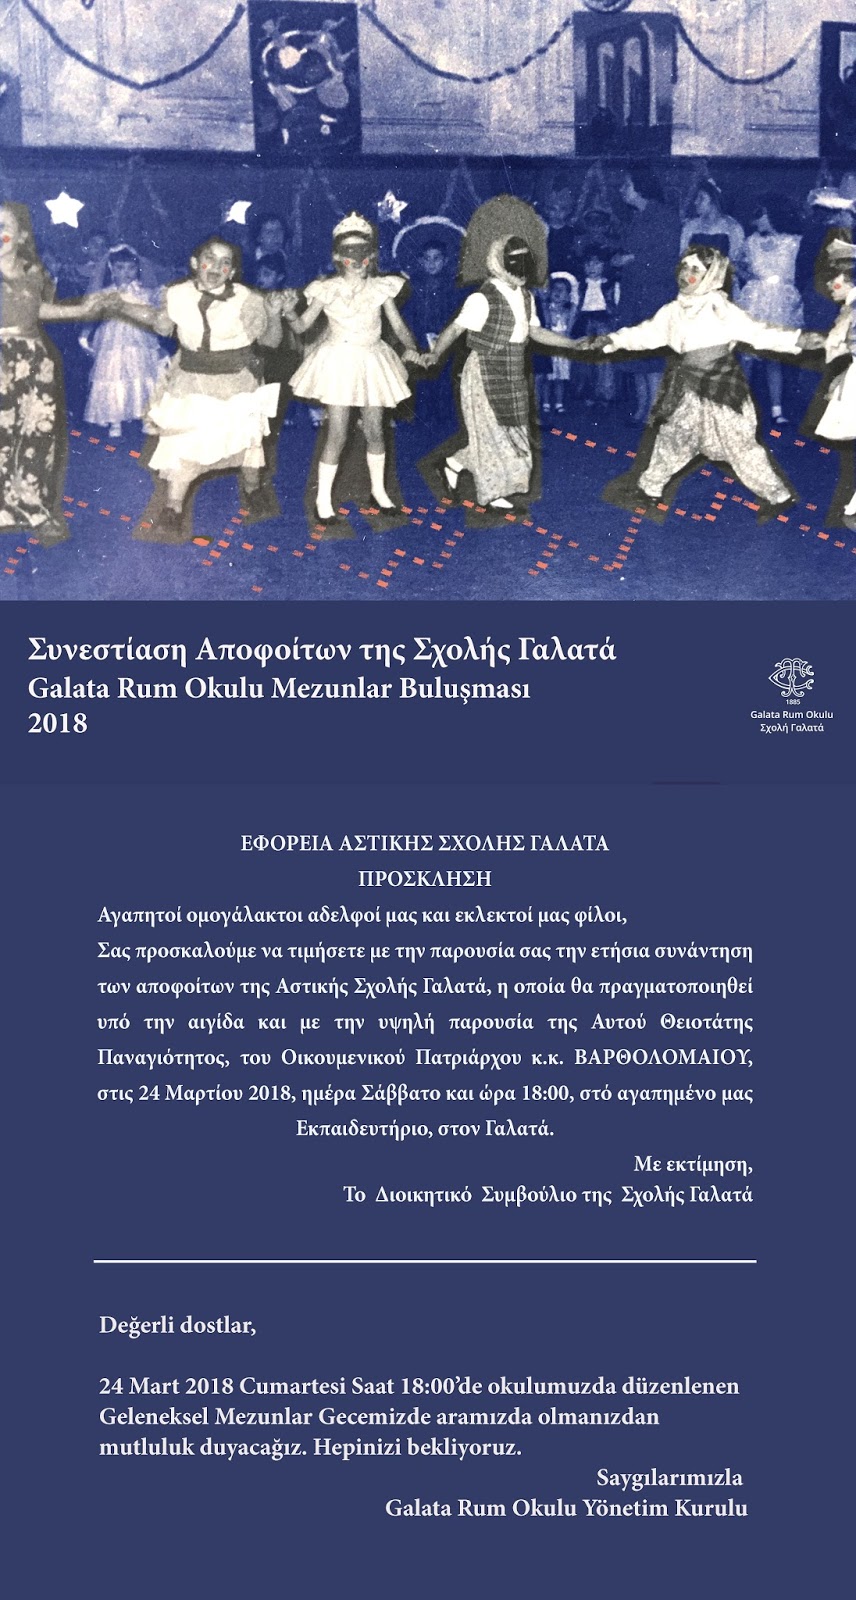 Συνεστίαση Αποφοίτων της Σχολής Γαλατά
Galata Rum Okulu Mezunlar Buluşması
2018
1885
Galata Rum Okulu
Σχολή Γαλατά
ΕΦΟΡΕΙΑ ΑΣΤΙΚΗΣ ΣΧΟΛΗΣ ΓΑΛΑΤΑ
ΠΡΟΣΚΛΗΣΗ
Αγαπητοί ομογάλακτοι αδελφοί μας και εκλεκτοί μας φίλοι,
Σας προσκαλούμε να τιμήσετε με την παρουσία σας την ετήσια συνάντηση
των αποφοίτων της Αστικής Σχολής Γαλατά, η οποία θα πραγματοποιηθεί
υπό την αιγίδα και με την υψηλή παρουσία της Αυτού Θειοτάτης
Παναγιότητος, του Οικουμενικού Πατριάρχου κ.κ. ΒΑΡΘΟΛΟΜΑΙΟΥ,
στις 24 Μαρτίου 2018, ημέρα Σάββατο και ώρα 18:00, στό αγαπημένο μας
Εκπαιδευτήριο, στον Γαλατά.
Με εκτίμηση,
Το Διοικητικό Συμβούλιο της Σχολής Γαλατά
Değerli dostlar,
24 Mart 2018 Cumartesi Saat 18:00’de okulumuzda düzenlenen
Geleneksel Mezunlar Gecemizde aramızda olmanızdan
mutluluk duyacağız. Hepinizi bekliyoruz.
Saygılarımızla
Galata Rum Okulu Yönetim Kurulu